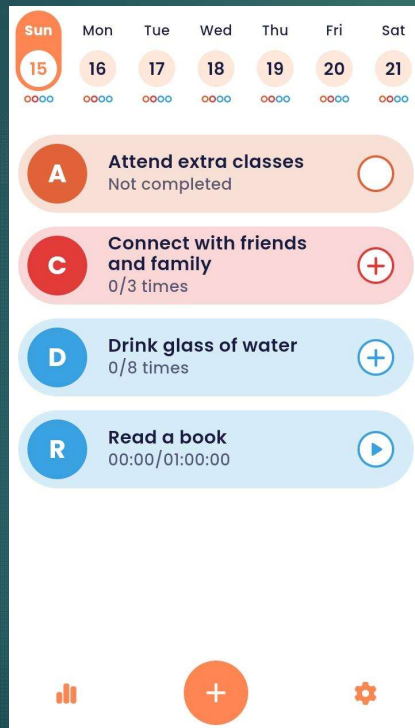 Sun Mon Tue Wed Thu Fri Sat
15 16 17 18 19 20 21
A
Attend extra classes
Not completed
C
Connect with friends
and family
0/3 times
D
Drink glass of water
0/8 times
R
Read a book
00:00/01:00:00